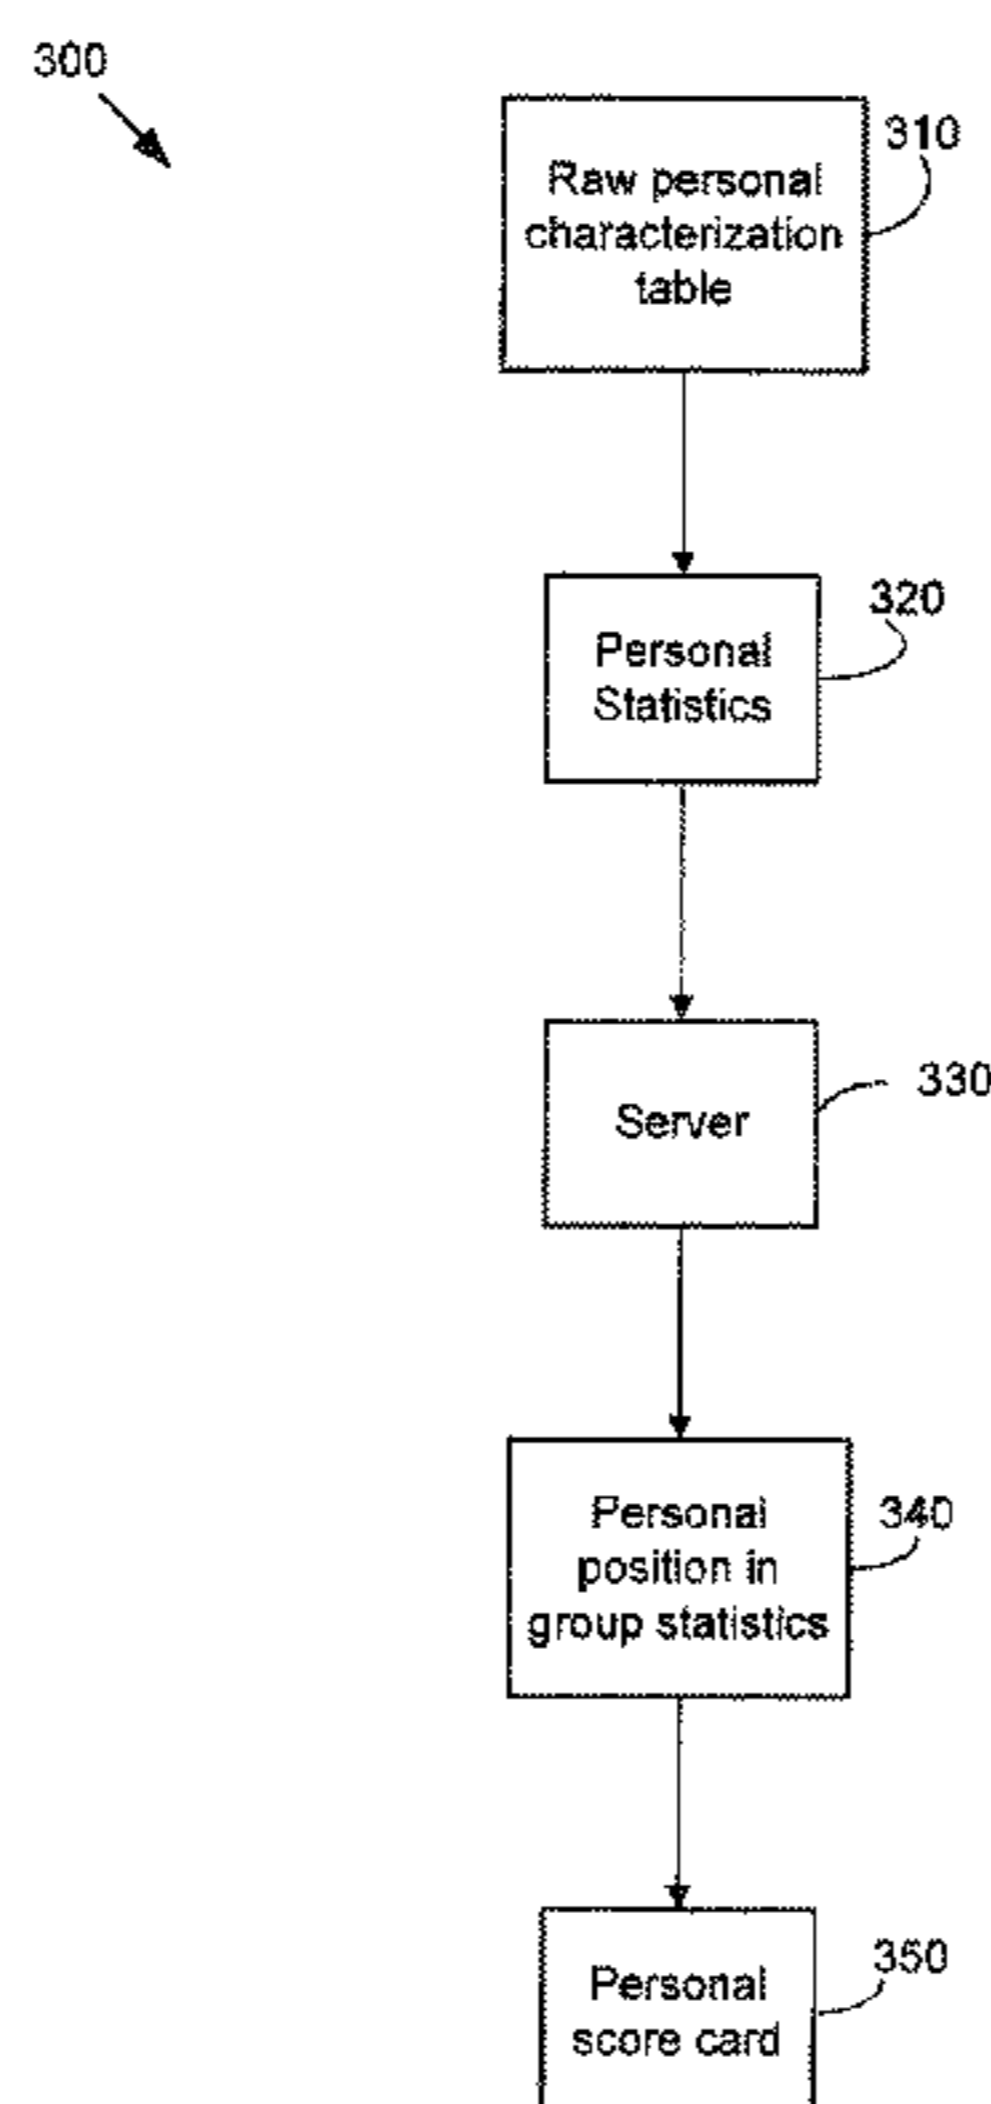 300
310
Raw personal
characterization
table
320
Personal
Statistics
330
Server
340
Personal
position in
group statistics
350
Personal
score card